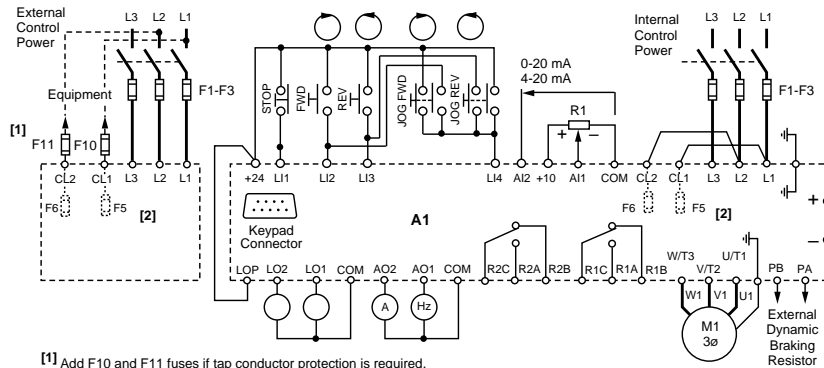 External Control Power
L3 L2 L1
F1-F3
Equipment
[1]
F11 F10
CL2 CL1 L3 L2 L1
F6 F5
[2]
STOP
FWD
REV
JOG FWD
JOG REV
0-20 mA
4-20 mA
R1
+ −
Internal Control Power
L3 L2 L1
F1-F3
+24 LI1 LI2 LI3 LI4 AI2 +10 AI1 COM CL2 CL1 L3 L2 L1
F6 F5
[2]
A1
Keypad Connector
+
−
LOP LO2 LO1 COM AO2 AO1 COM R2C R2A R2B R1C R1A R1B W/T3 V/T2 U/T1 PB PA
A Hz
W1 V1 U1
M1
3ø
External Dynamic Braking Resistor
[1] Add F10 and F11 fuses if tap conductor protection is required.